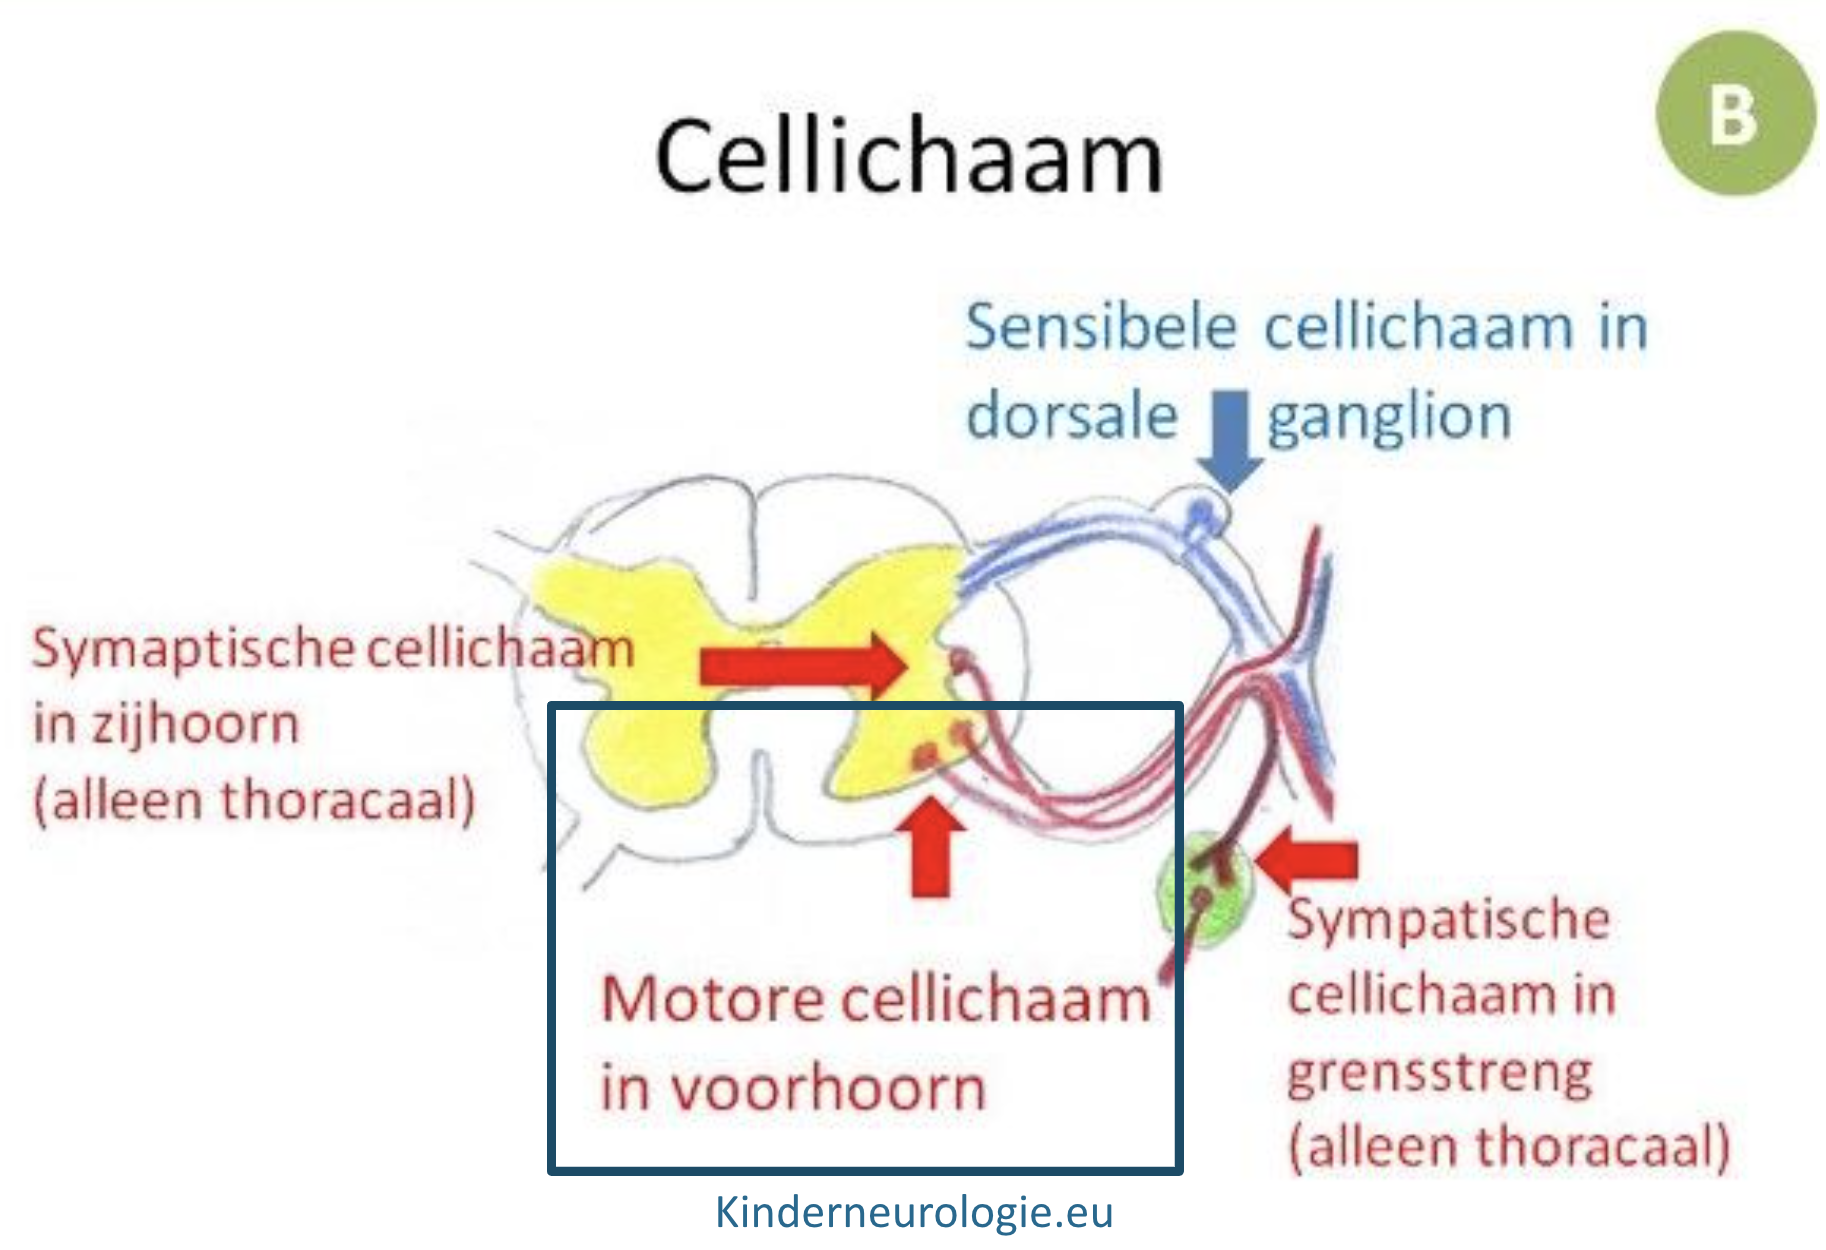 B
Cellichaam
Sensibele cellichaam in
dorsale ganglion
Symaptische cellichaam
in zijhoorn
(alleen thoracaal)
Motore cellichaam
in voorhoorn
Sympatische
cellichaam in
grensstreng
(alleen thoracaal)
Kinderneurologie.eu